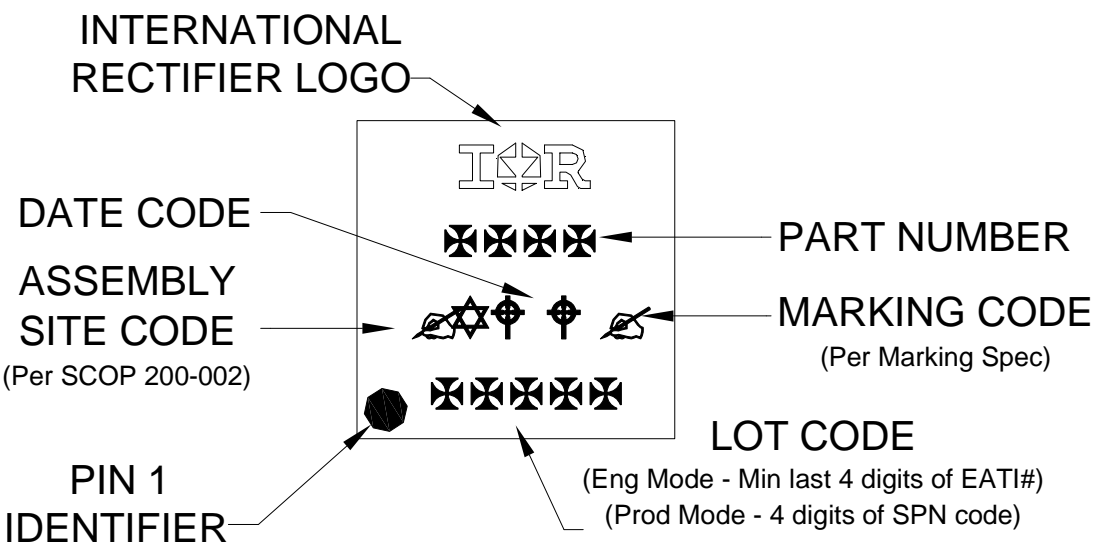 INTERNATIONAL
RECTIFIER LOGO
IOR
DATE CODE
PART NUMBER
ASSEMBLY
SITE CODE
(Per SCOP 200-002)
MARKING CODE
(Per Marking Spec)
LOT CODE
(Eng Mode - Min last 4 digits of EATI#)
(Prod Mode - 4 digits of SPN code)
PIN 1
IDENTIFIER